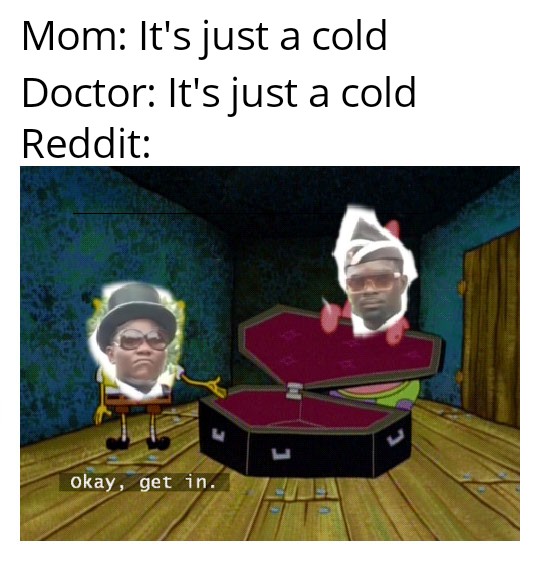 Mom: It's just a cold
Doctor: It's just a cold
Reddit:
Okay, get in.